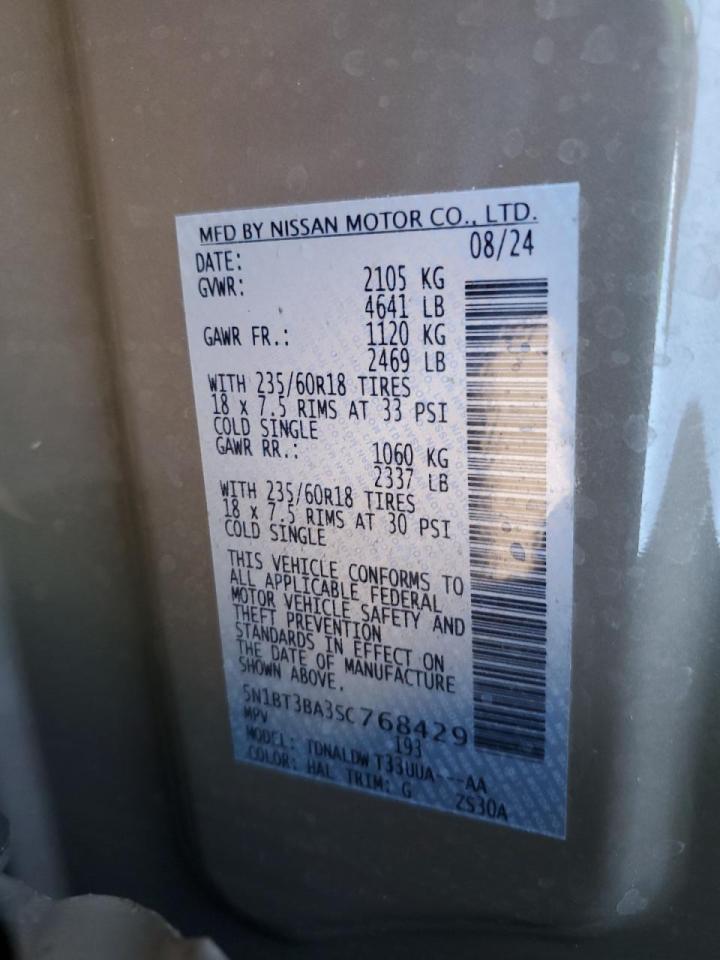 MFD BY NISSAN MOTOR CO., LTD.
DATE: 08/24
GVWR: 2105 KG
4641 LB
GAWR FR.: 1120 KG
2469 LB
WITH 235/60R18 TIRES
18 x 7.5 RIMS AT 33 PSI
COLD SINGLE
GAWR RR.: 1060 KG
2337 LB
WITH 235/60R18 TIRES
18 x 7.5 RIMS AT 30 PSI
COLD SINGLE
THIS VEHICLE CONFORMS TO
ALL APPLICABLE FEDERAL
MOTOR VEHICLE SAFETY AND
THEFT PREVENTION
STANDARDS IN EFFECT ON
THE DATE OF MANUFACTURE
SHOWN ABOVE.
5N1BT3BA3SC768429
MPV 193
MODEL: TDNALDW T33UUA---AA
COLOR: HAL TRIM: G ZS30A